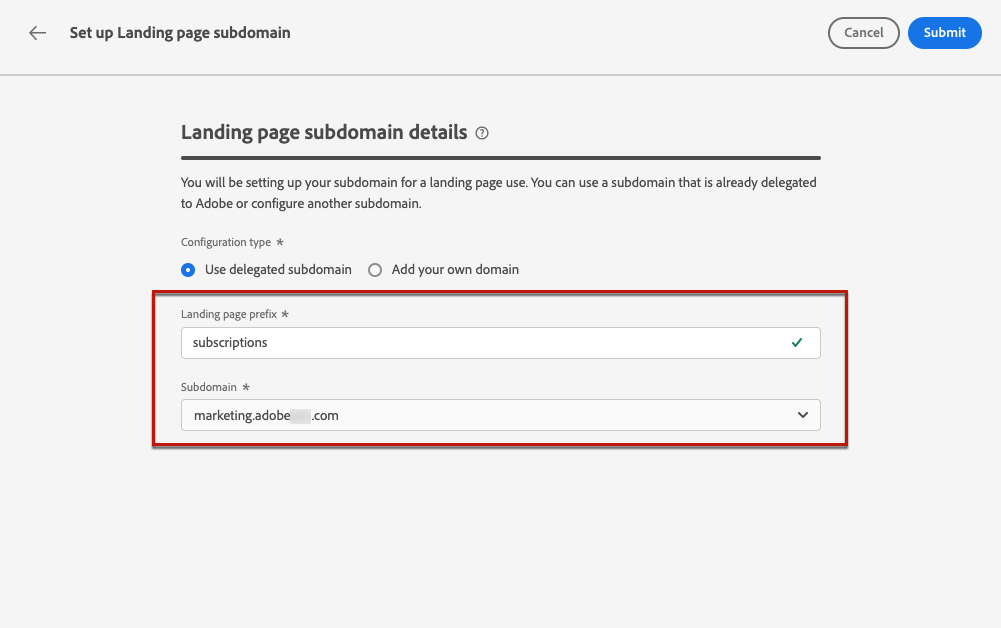 Set up Landing page subdomain
Cancel
Submit
Landing page subdomain details
You will be setting up your subdomain for a landing page use. You can use a subdomain that is already delegated
to Adobe or configure another subdomain.
Configuration type *
Use delegated subdomain
Add your own domain
Landing page prefix *
subscriptions
Subdomain *
marketing.adobe .com